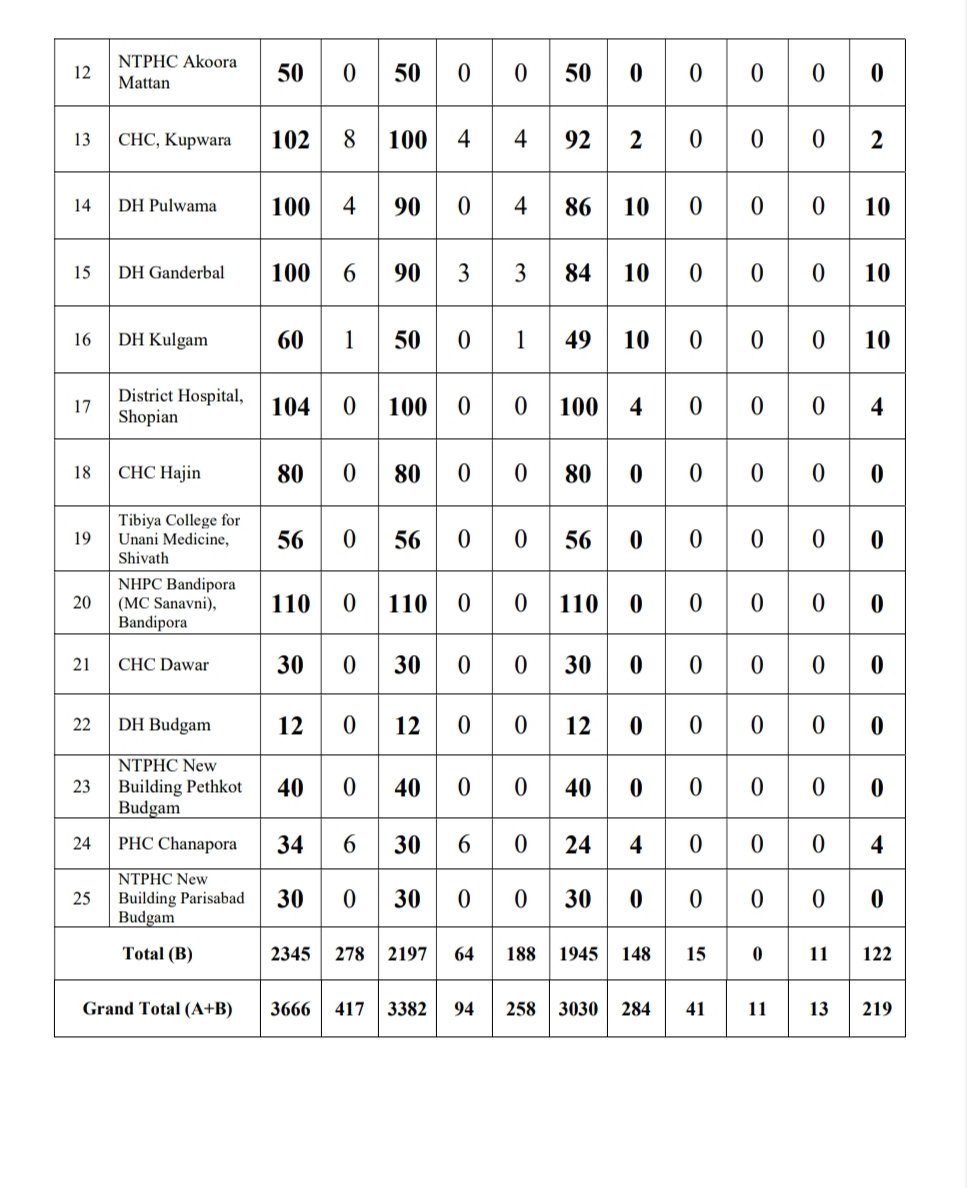 12 NTPHC Akoora Mattan 50 0 50 0 0 50 0 0 0 0 0
13 CHC, Kupwara 102 8 100 4 4 92 2 0 0 0 2
14 DH Pulwama 100 4 90 0 4 86 10 0 0 0 10
15 DH Ganderbal 100 6 90 3 3 84 10 0 0 0 10
16 DH Kulgam 60 1 50 0 1 49 10 0 0 0 10
17 District Hospital, Shopian 104 0 100 0 0 100 4 0 0 0 4
18 CHC Hajin 80 0 80 0 0 80 0 0 0 0 0
19 Tibiya College for Unani Medicine, Shivath 56 0 56 0 0 56 0 0 0 0 0
20 NHPC Bandipora (MC Sanavni), Bandipora 110 0 110 0 0 110 0 0 0 0 0
21 CHC Dawar 30 0 30 0 0 30 0 0 0 0 0
22 DH Budgam 12 0 12 0 0 12 0 0 0 0 0
23 NTPHC New Building Pethkot Budgam 40 0 40 0 0 40 0 0 0 0 0
24 PHC Chanapora 34 6 30 6 0 24 4 0 0 0 4
25 NTPHC New Building Parisabad Budgam 30 0 30 0 0 30 0 0 0 0 0
Total (B) 2345 278 2197 64 188 1945 148 15 0 11 122
Grand Total (A+B) 3666 417 3382 94 258 3030 284 41 11 13 219